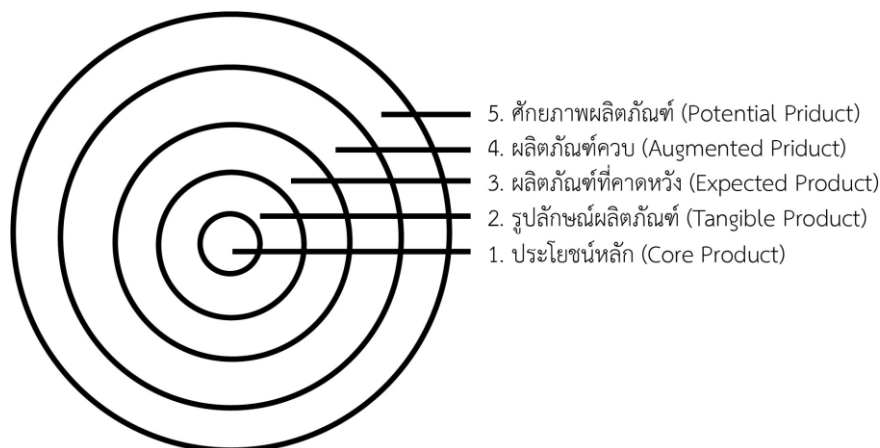 5. ศักยภาพผลิตภัณฑ์ (Potential Priduct)
4. ผลิตภัณฑ์ควบ (Augmented Priduct)
3. ผลิตภัณฑ์ที่คาดหวัง (Expected Product)
2. รูปลักษณ์ผลิตภัณฑ์ (Tangible Product)
1. ประโยชน์หลัก (Core Product)